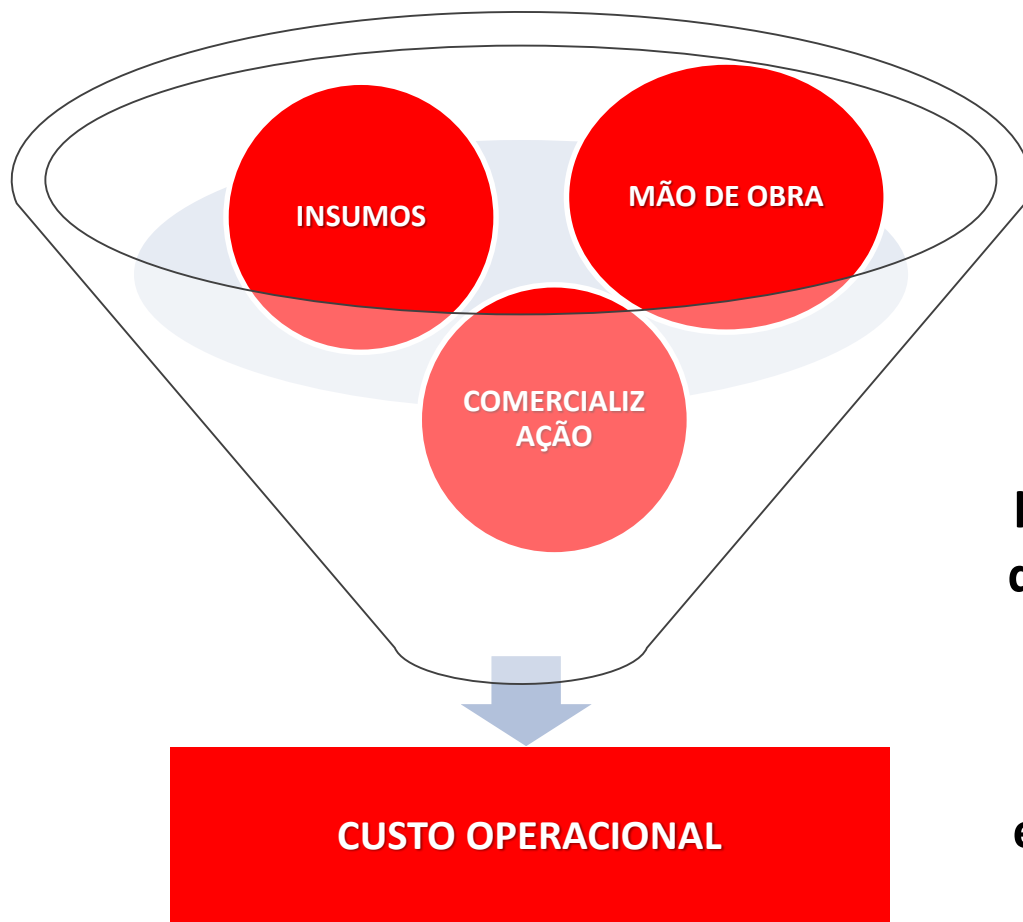 INSUMOS
MÃO DE OBRA
COMERCIALIZ
AÇÃO
CUSTO OPERACIONAL